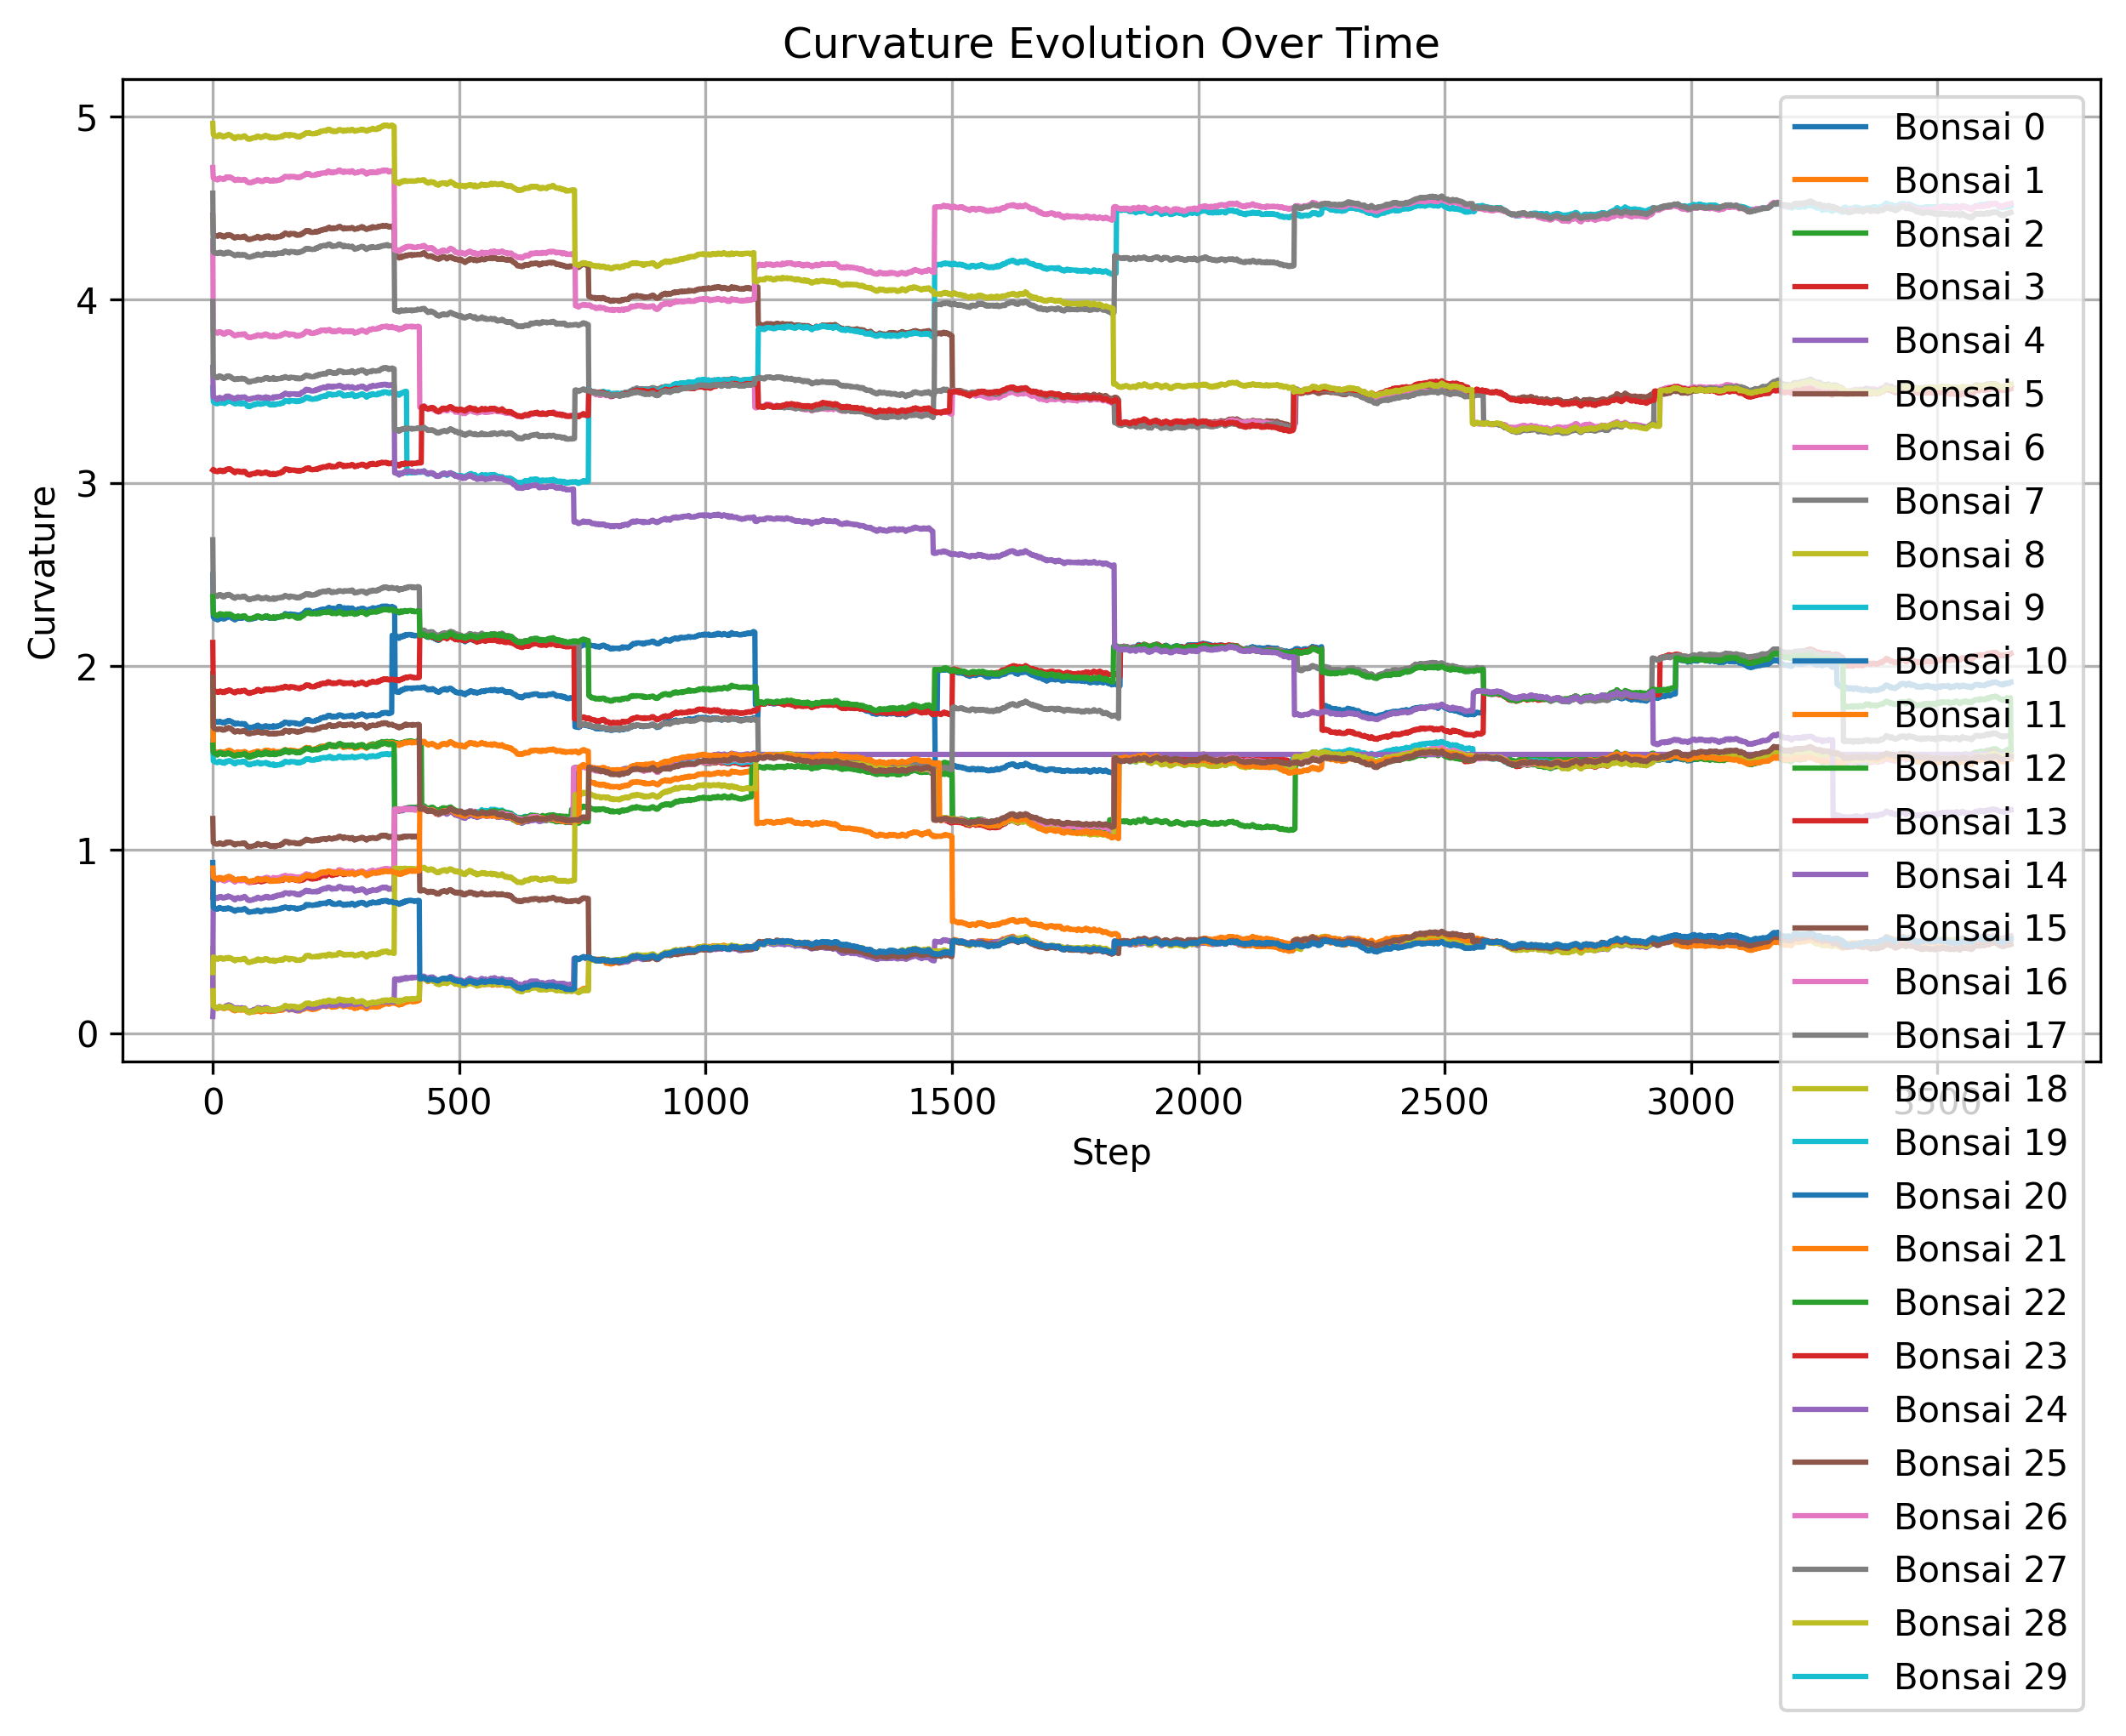 Curvature Evolution Over Time
Curvature
5
4
3
2
1
0
0 500 1000 1500 2000 2500 3000 3500
Step
Bonsai 0
Bonsai 1
Bonsai 2
Bonsai 3
Bonsai 4
Bonsai 5
Bonsai 6
Bonsai 7
Bonsai 8
Bonsai 9
Bonsai 10
Bonsai 11
Bonsai 12
Bonsai 13
Bonsai 14
Bonsai 15
Bonsai 16
Bonsai 17
Bonsai 18
Bonsai 19
Bonsai 20
Bonsai 21
Bonsai 22
Bonsai 23
Bonsai 24
Bonsai 25
Bonsai 26
Bonsai 27
Bonsai 28
Bonsai 29